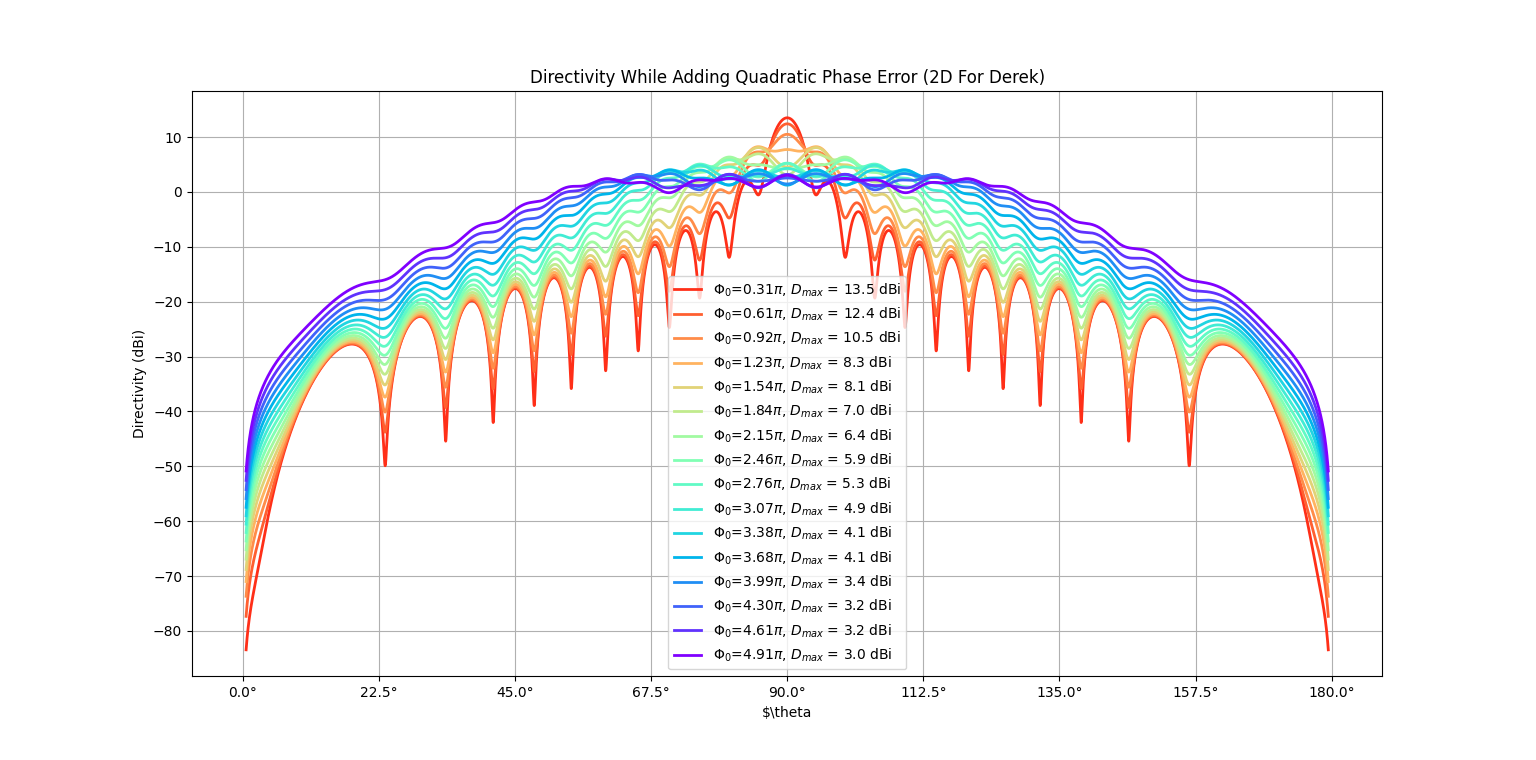 Directivity While Adding Quadratic Phase Error (2D For Derek)
Directivity (dBi)
10
0
−10
−20
−30
−40
−50
−60
−70
−80
Φ₀=0.31π, Dₘₐₓ = 13.5 dBi
Φ₀=0.61π, Dₘₐₓ = 12.4 dBi
Φ₀=0.92π, Dₘₐₓ = 10.5 dBi
Φ₀=1.23π, Dₘₐₓ = 8.3 dBi
Φ₀=1.54π, Dₘₐₓ = 8.1 dBi
Φ₀=1.84π, Dₘₐₓ = 7.0 dBi
Φ₀=2.15π, Dₘₐₓ = 6.4 dBi
Φ₀=2.46π, Dₘₐₓ = 5.9 dBi
Φ₀=2.76π, Dₘₐₓ = 5.3 dBi
Φ₀=3.07π, Dₘₐₓ = 4.9 dBi
Φ₀=3.38π, Dₘₐₓ = 4.1 dBi
Φ₀=3.68π, Dₘₐₓ = 4.1 dBi
Φ₀=3.99π, Dₘₐₓ = 3.4 dBi
Φ₀=4.30π, Dₘₐₓ = 3.2 dBi
Φ₀=4.61π, Dₘₐₓ = 3.2 dBi
Φ₀=4.91π, Dₘₐₓ = 3.0 dBi
0.0° 22.5° 45.0° 67.5° 90.0° 112.5° 135.0° 157.5° 180.0°
$\theta